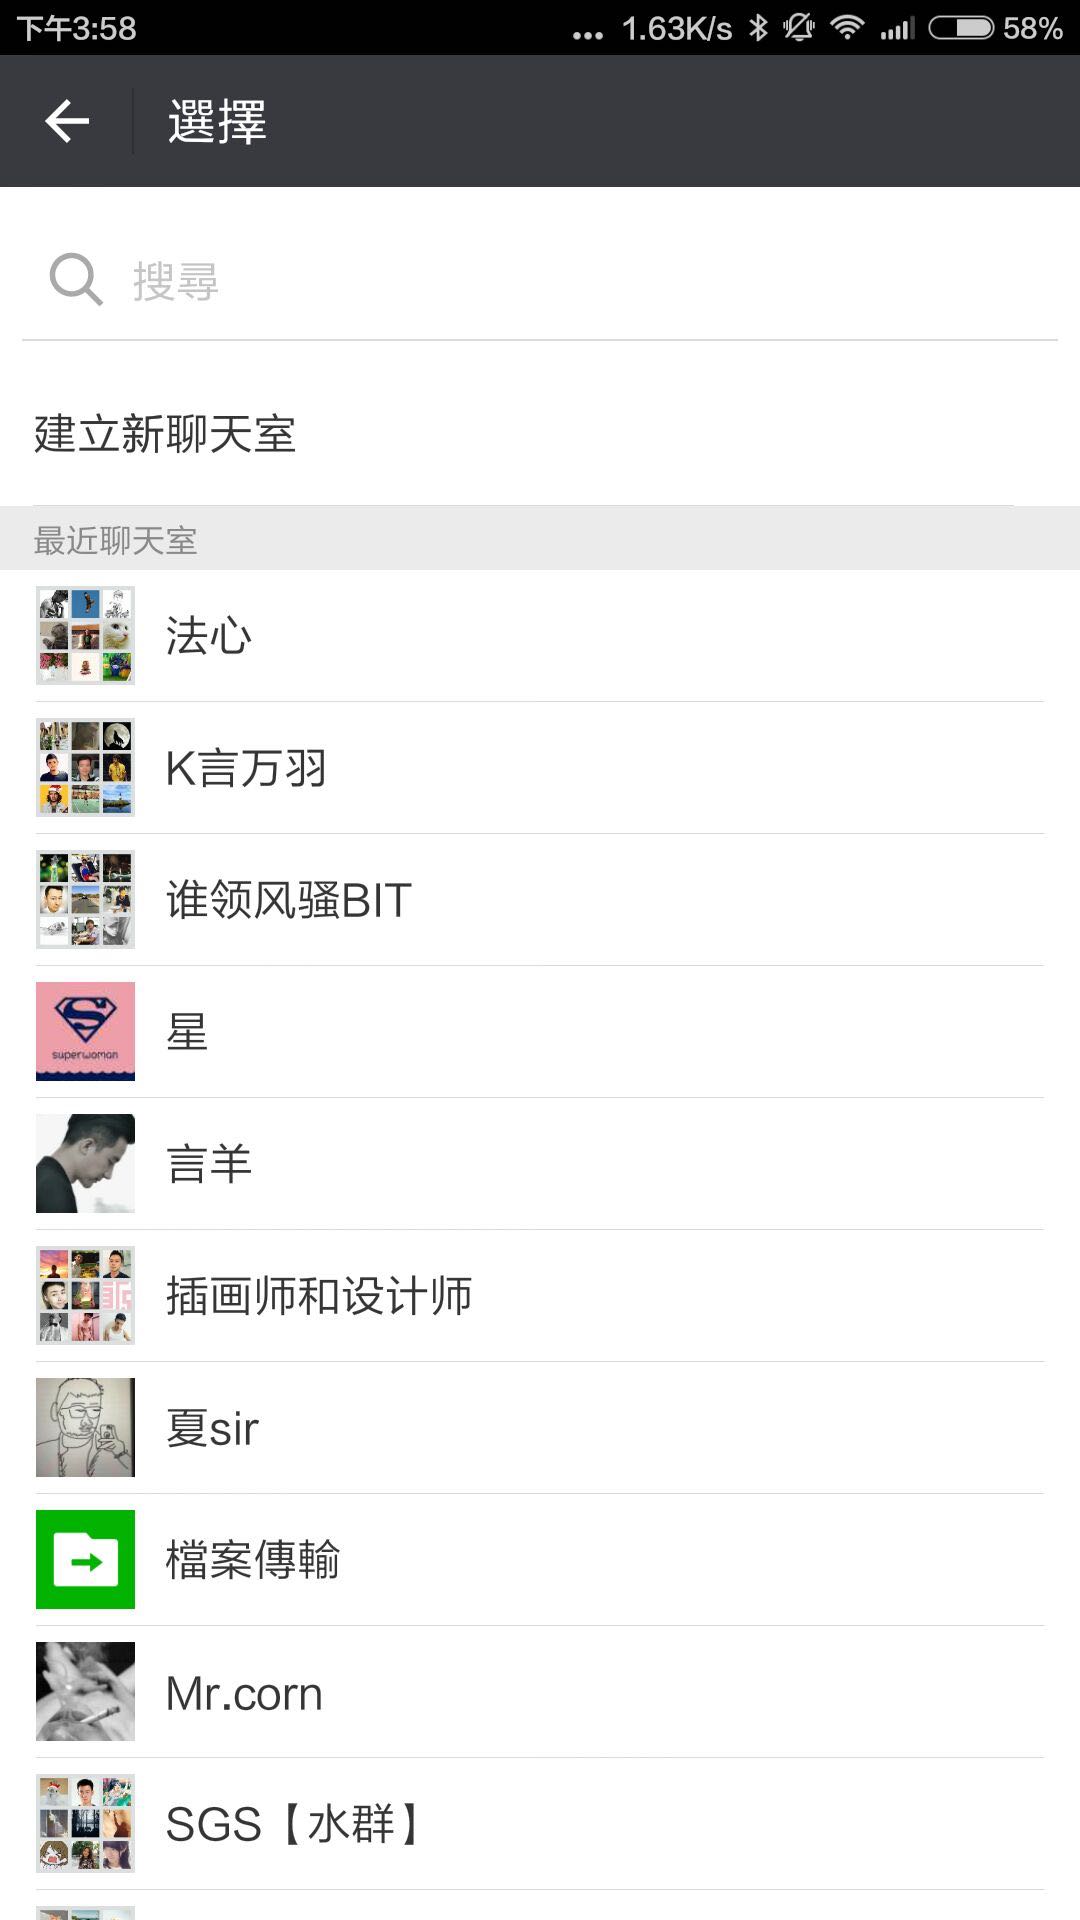 下午3:58
... 1.63K/s 58%
選擇
搜尋
建立新聊天室
最近聊天室
法心
K言万羽
谁领风骚BIT
superwoman
星
言羊
插画师和设计师
夏sir
檔案傳輸
Mr.corn
SGS【水群】